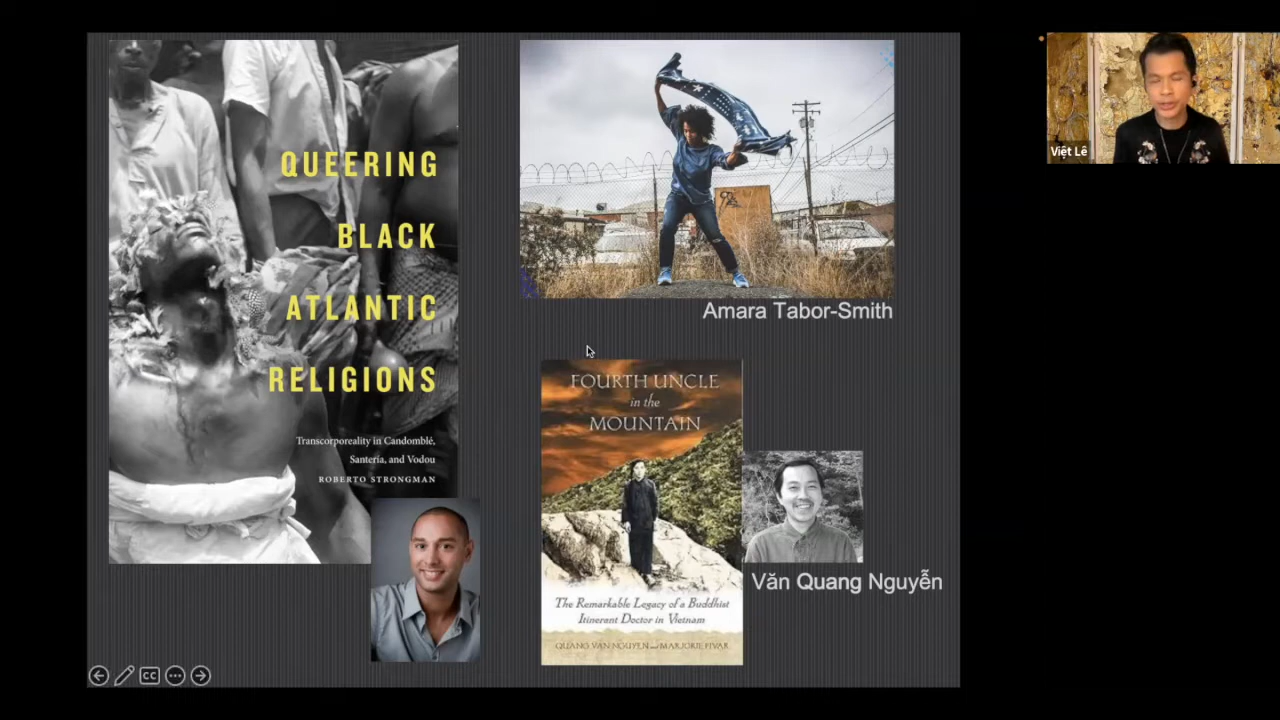 QUEERING
BLACK
ATLANTIC
RELIGIONS
Transcorporeality in Candomblé,
Santería, and Vodou
ROBERTO STRONGMAN
Amara Tabor-Smith
FOURTH UNCLE
in the
MOUNTAIN
The Remarkable Legacy of a Buddhist
Itinerant Doctor in Vietnam
QUANG VAN NGUYEN and MARJORIE PIVAR
Văn Quang Nguyễn
CC
Việt Lê